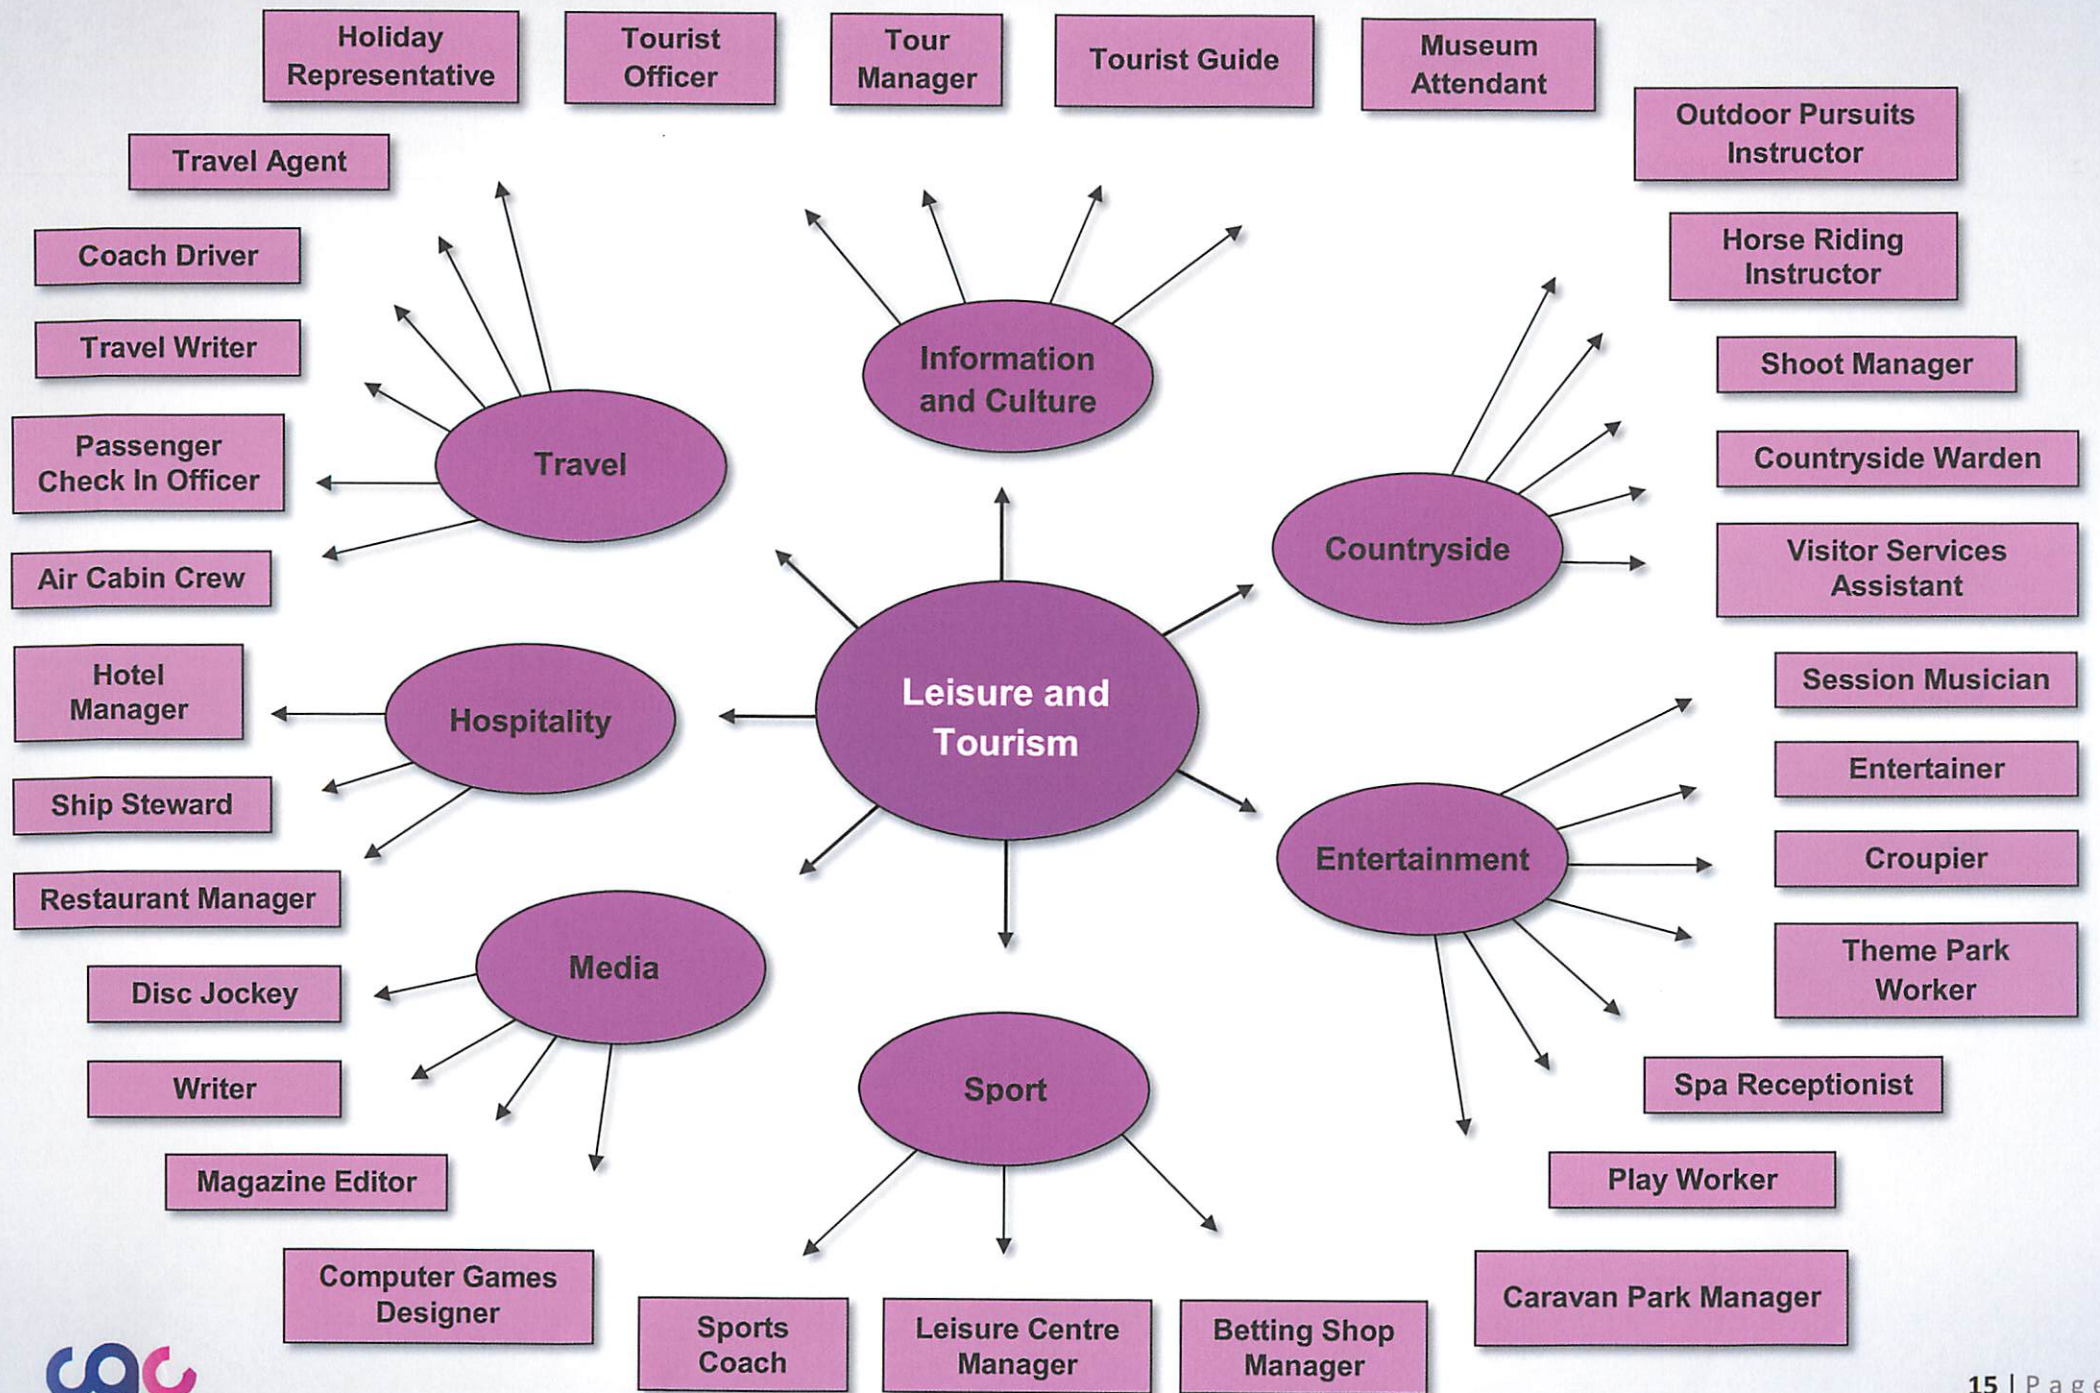 Holiday
Representative
Tourist
Officer
Tour
Manager
Tourist Guide
Museum
Attendant
Outdoor Pursuits
Instructor
Travel Agent
Horse Riding
Instructor
Coach Driver
Shoot Manager
Travel Writer
Information
and Culture
Countryside Warden
Passenger
Check In Officer
Travel
Countryside
Visitor Services
Assistant
Air Cabin Crew
Hotel
Manager
Hospitality
Leisure and
Tourism
Session Musician
Entertainer
Ship Steward
Entertainment
Croupier
Restaurant Manager
Theme Park
Worker
Media
Disc Jockey
Sport
Spa Receptionist
Writer
Magazine Editor
Play Worker
Computer Games
Designer
Caravan Park Manager
Sports
Coach
Leisure Centre
Manager
Betting Shop
Manager
cac
15 | Page